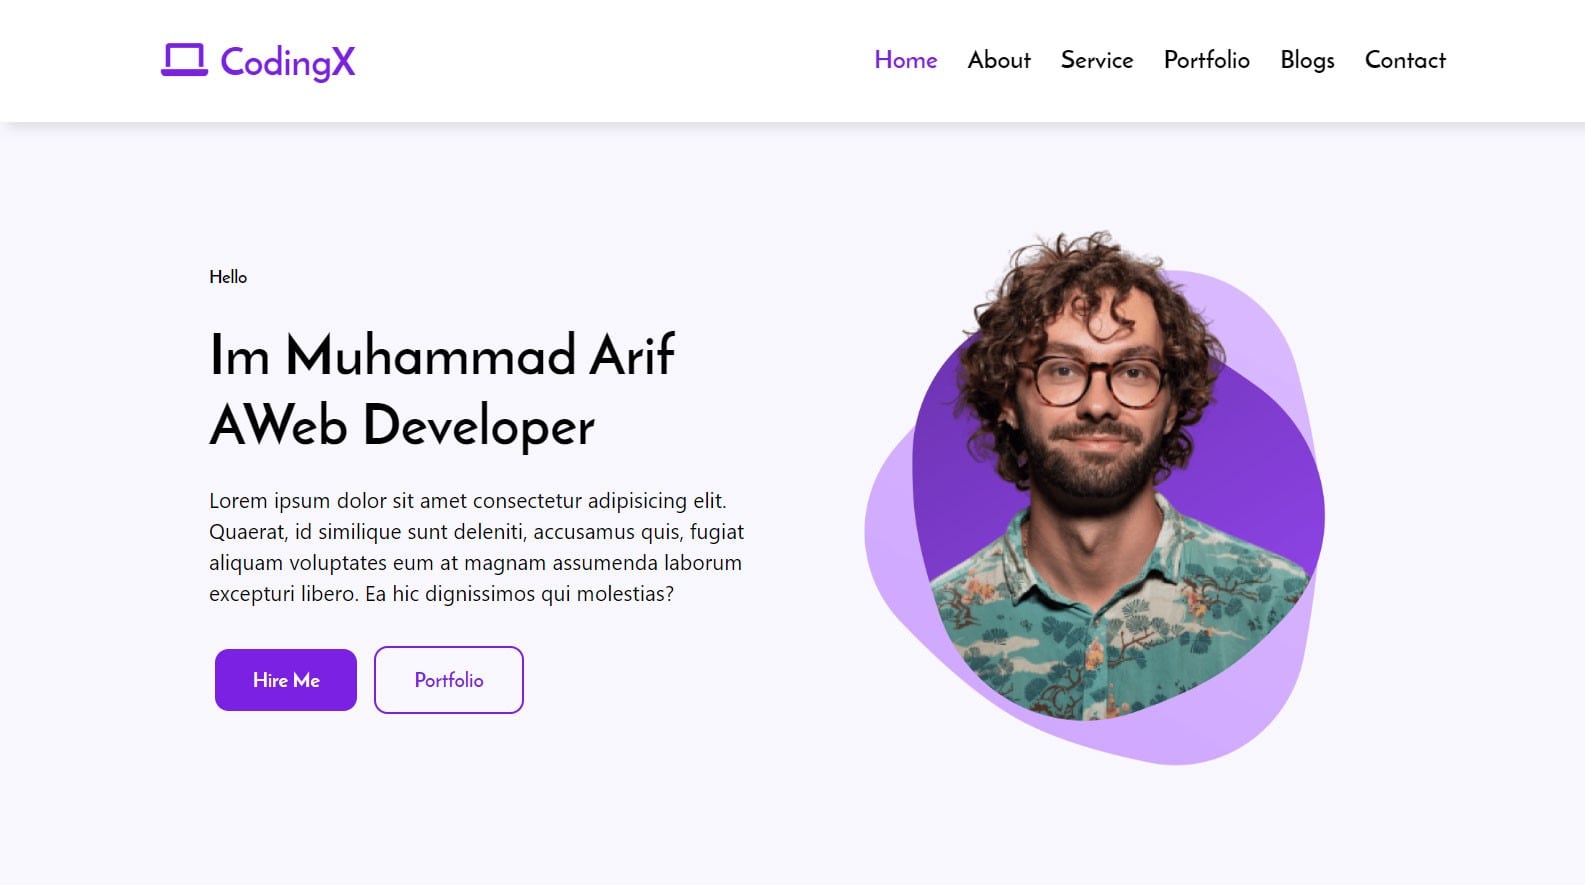 CodingX
Home About Service Portfolio Blogs Contact
Hello
Im Muhammad Arif
AWeb Developer
Lorem ipsum dolor sit amet consectetur adipisicing elit.
Quaerat, id similique sunt deleniti, accusamus quis, fugiat
aliquam voluptates eum at magnam assumenda laborum
excepturi libero. Ea hic dignissimos qui molestias?
Hire Me
Portfolio